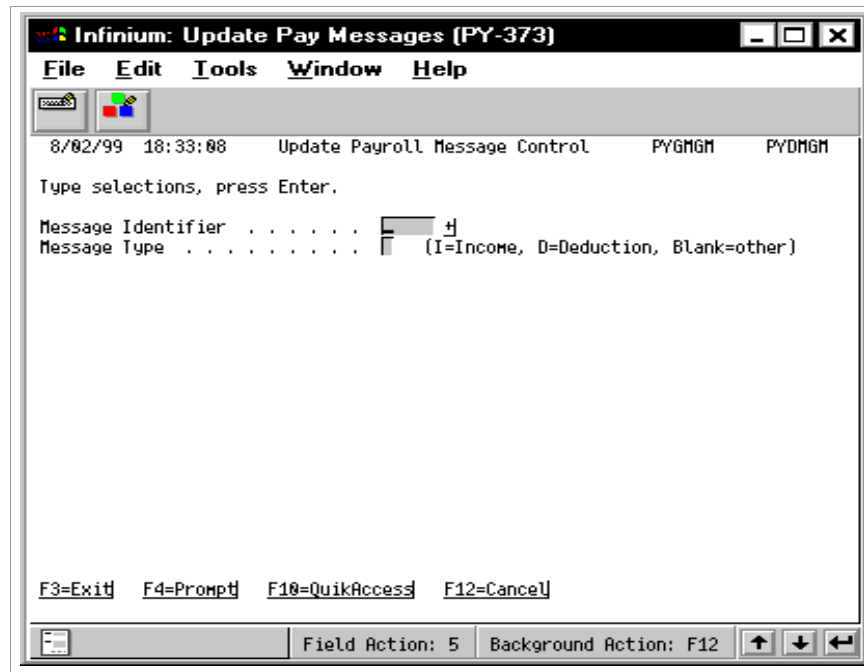 Infinium: Update Pay Messages (PY-373)
File Edit Tools Window Help
8/02/99 18:33:08 Update Payroll Message Control PYGMGM PYDMGM
Type selections, press Enter.
Message Identifier . . . . . . +
Message Type . . . . . . . . . (I=Income, D=Deduction, Blank=other)
F3=Exit F4=Prompt F10=QuikAccess F12=Cancel
Field Action: 5 Background Action: F12